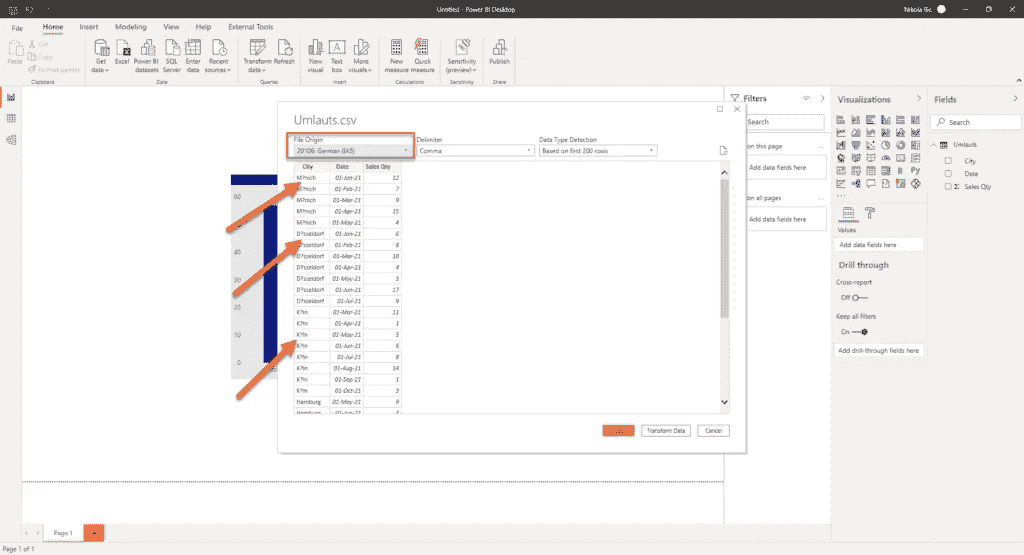 Untitled - Power BI Desktop
Nikola Ilic
File Home Insert Modeling View Help External Tools
Paste
Cut
Copy
Format painter
Clipboard
Get data
Excel
Power BI datasets
SQL Server
Enter data
Recent sources
Data
Transform data
Refresh
Queries
New visual
Text box
More visuals
Insert
New measure
Quick measure
Calculations
Sensitivity (preview)
Sensitivity
Publish
Share
60
40
30
20
10
0
Umlauts.csv
File Origin
20106: German (IA5)
Delimiter
Comma
Data Type Detection
Based on first 200 rows
City Date Sales Qty
M?nich 01-Jan-21 12
M?nich 01-Feb-21 7
M?nich 01-Mar-21 9
M?nich 01-Apr-21 15
M?nich 01-May-21 4
D?sseldorf 01-Jan-21 6
D?sseldorf 01-Feb-21 8
D?sseldorf 01-Mar-21 10
D?sseldorf 01-Apr-21 4
D?sseldorf 01-May-21 3
D?sseldorf 01-Jun-21 17
D?sseldorf 01-Jul-21 9
K?ln 01-Mar-21 11
K?ln 01-Apr-21 1
K?ln 01-May-21 5
K?ln 01-Jun-21 6
K?ln 01-Jul-21 8
K?ln 01-Aug-21 14
K?ln 01-Sep-21 1
K?ln 01-Oct-21 3
Hamburg 01-May-21 9
Hamburg 01-Jun-21 4
Transform Data
Cancel
Filters
Search
on this page
add data fields here
on all pages
Add data fields here
Visualizations
R Py
Values
Add data fields here
Drill through
Cross-report
Off
Keep all filters
On
Add drill-through fields here
Fields
Search
Umlauts
City
Date
Σ Sales Qty
Page 1
+
Page 1 of 1